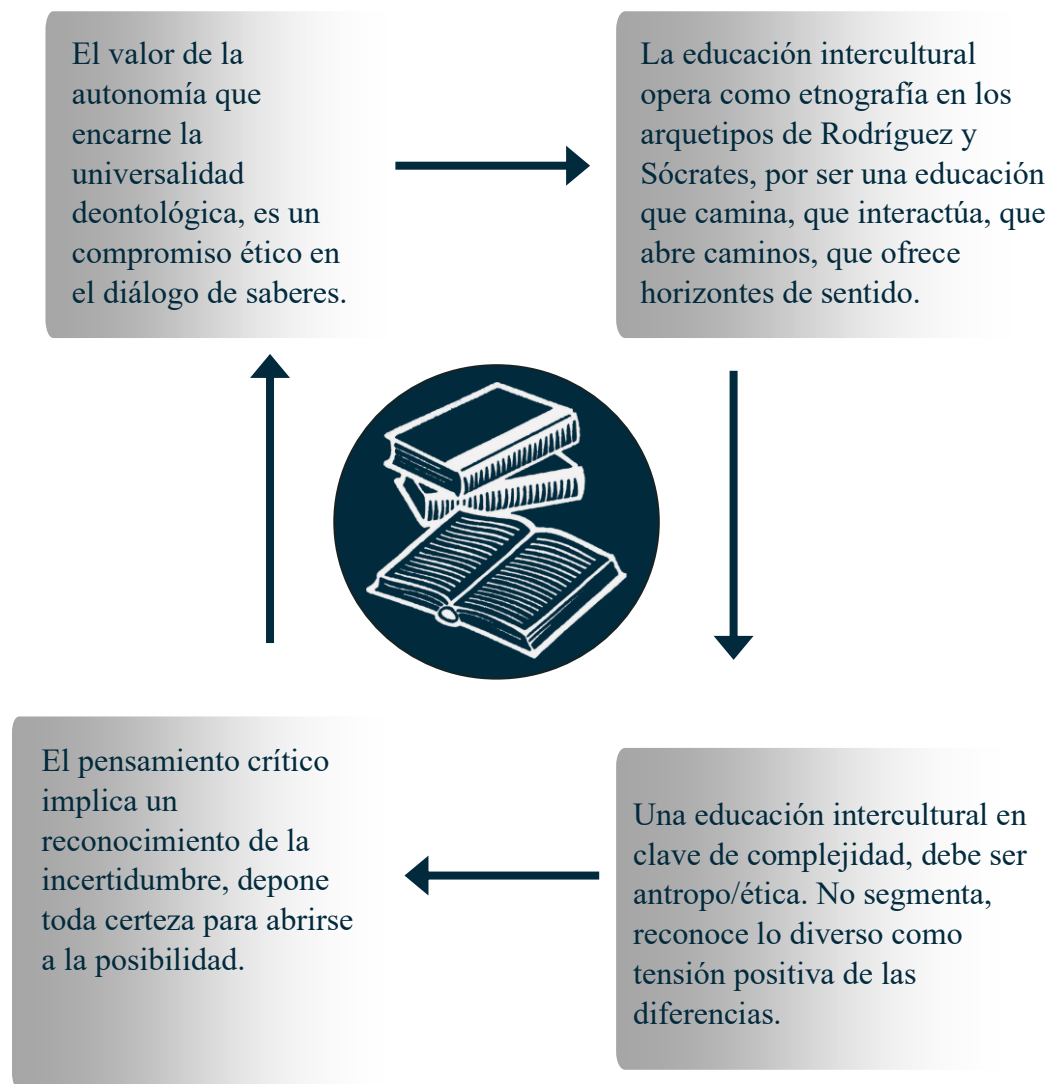 El valor de la
autonomía que
encarne la
universalidad
deontológica, es un
compromiso ético en
el diálogo de saberes.
La educación intercultural
opera como etnografía en los
arquetipos de Rodríguez y
Sócrates, por ser una educación
que camina, que interactúa, que
abre caminos, que ofrece
horizontes de sentido.
Una educación intercultural en
clave de complejidad, debe ser
antropo/ética. No segmenta,
reconoce lo diverso como
tensión positiva de las
diferencias.
El pensamiento crítico
implica un
reconocimiento de la
incertidumbre, depone
toda certeza para abrirse
a la posibilidad.